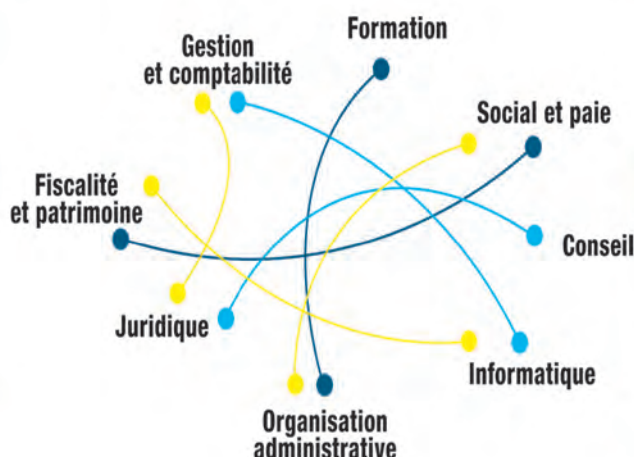 Formation
Gestion
et comptabilité
Social et paie
Fiscalité
et patrimoine
Conseil
Juridique
Informatique
Organisation
administrative